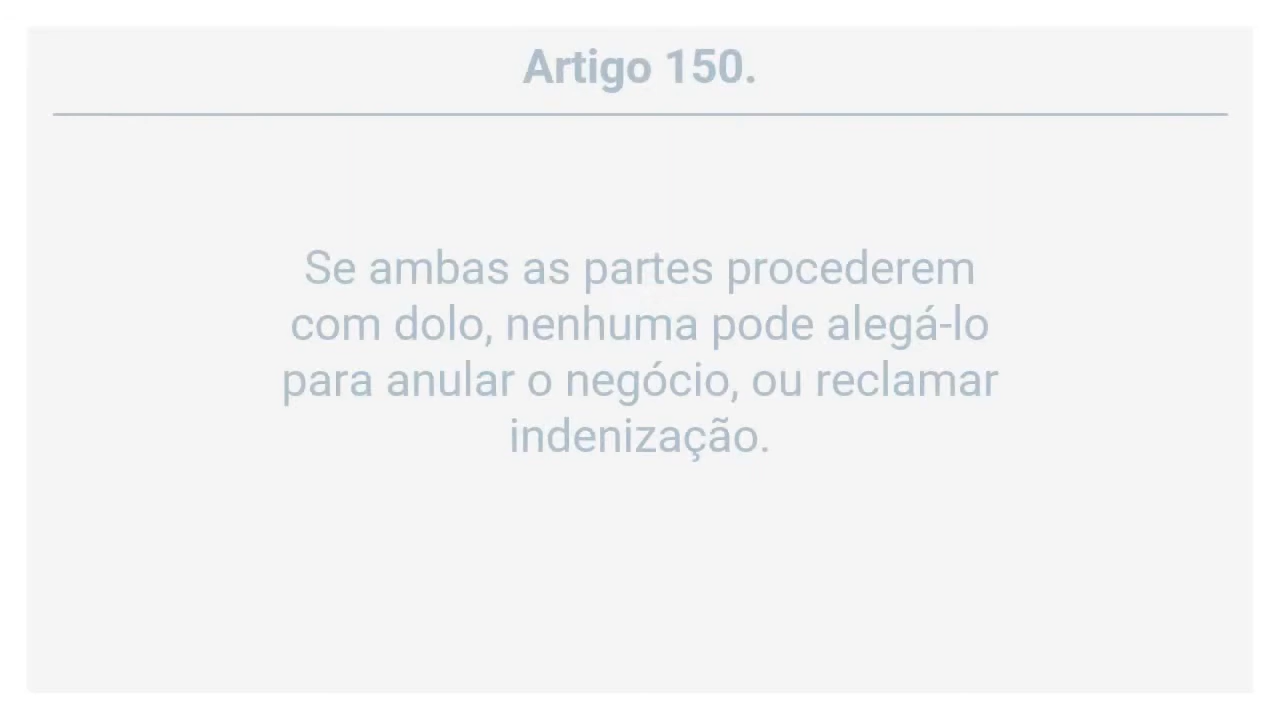 Artigo 150.
Se ambas as partes procederem
com dolo, nenhuma pode alegá-lo
para anular o negócio, ou reclamar
indenização.